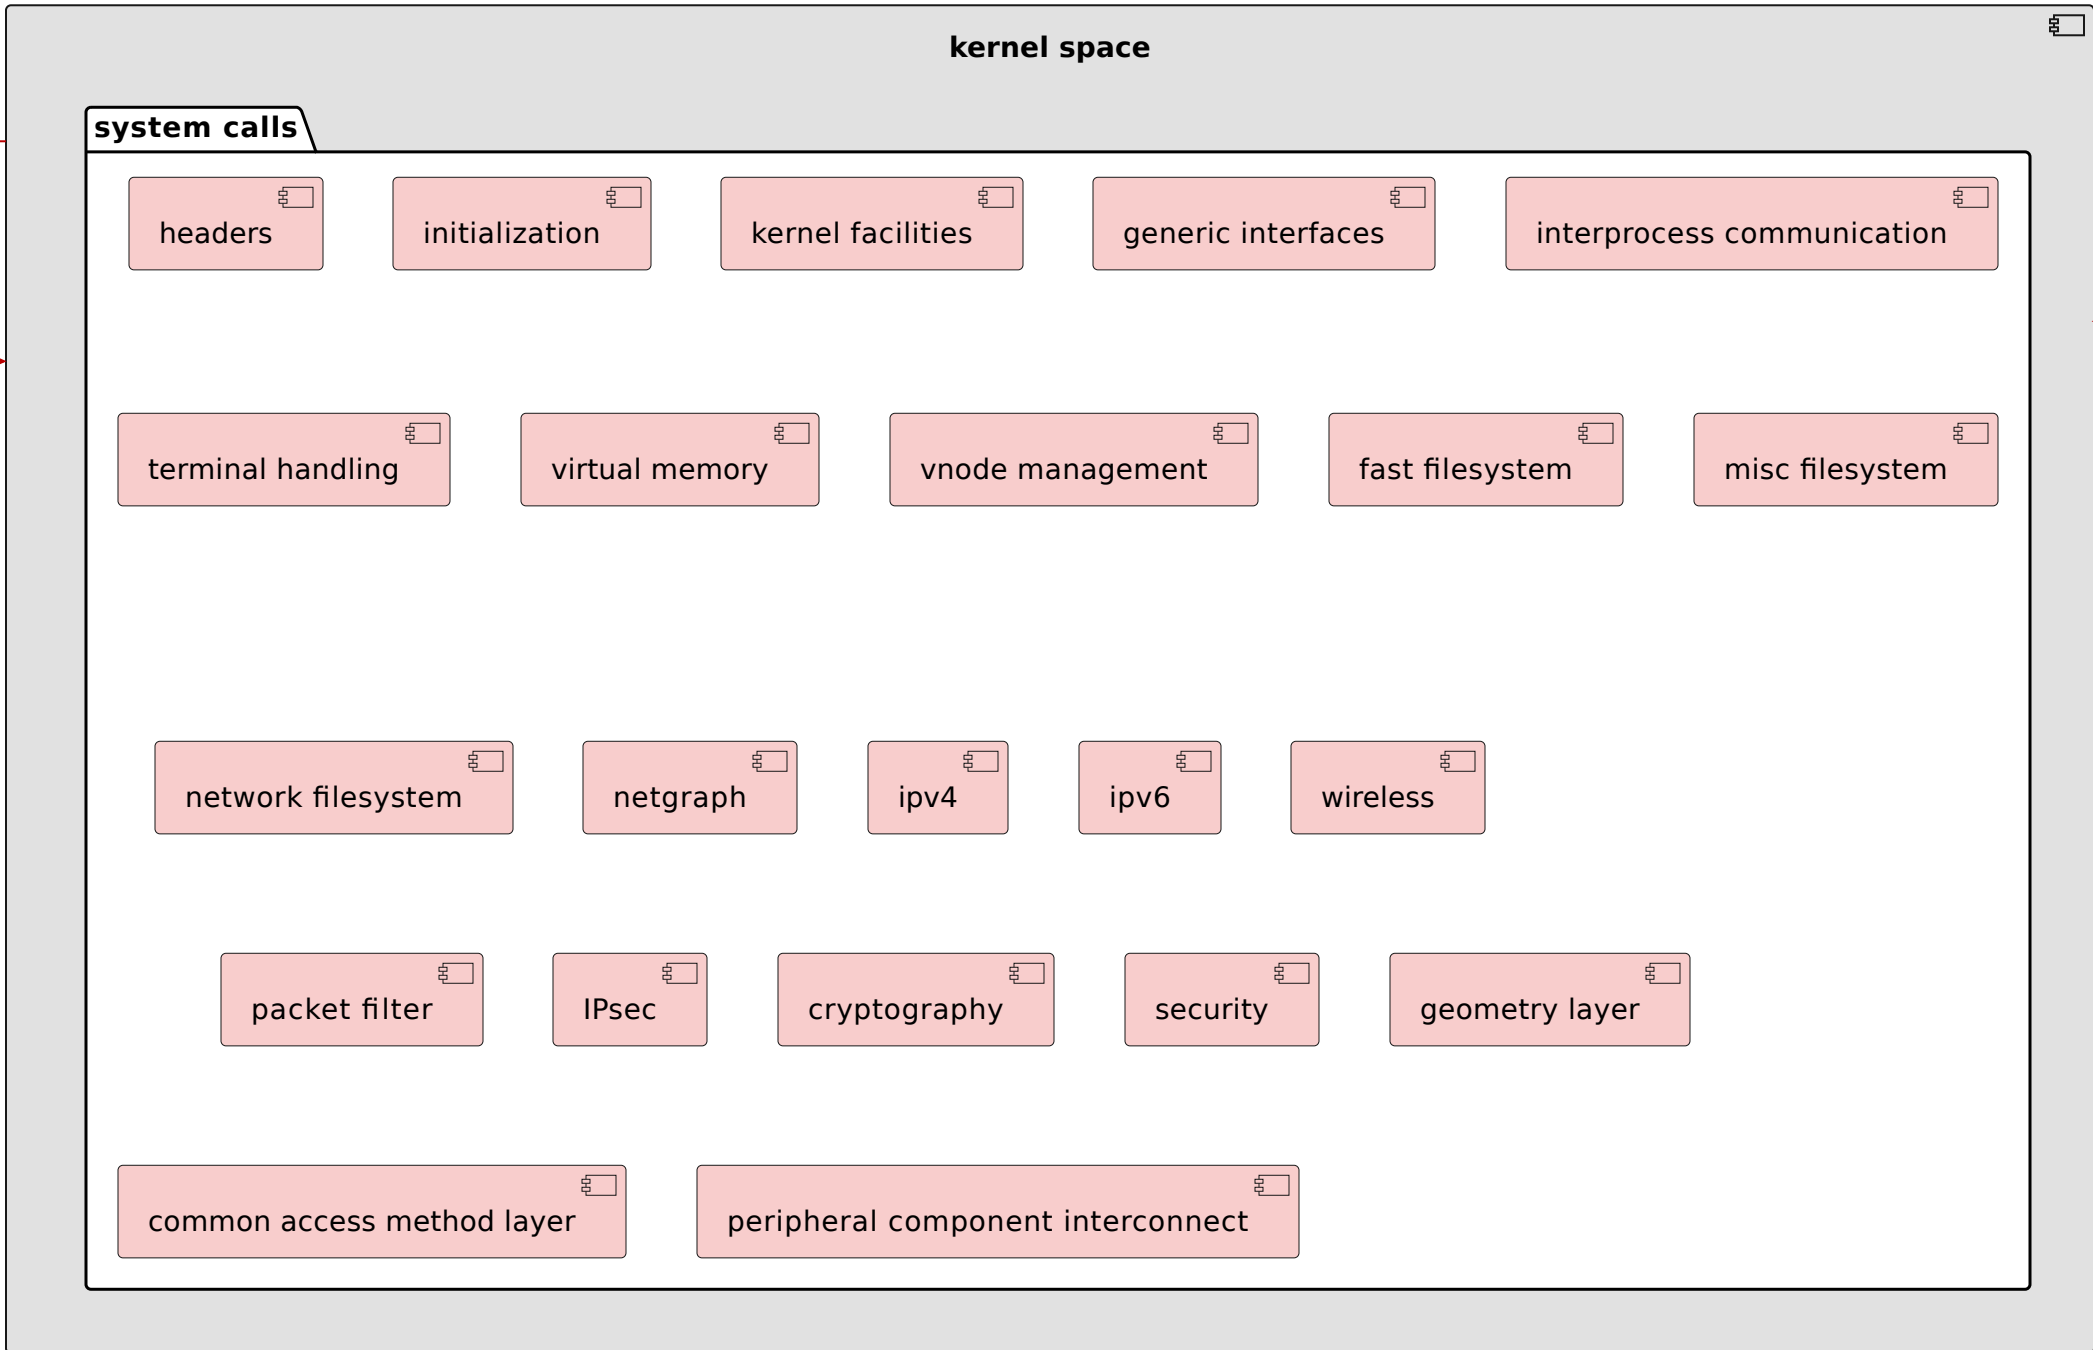 kernel space
system calls
headers
initialization
kernel facilities
generic interfaces
interprocess communication
terminal handling
virtual memory
vnode management
fast filesystem
misc filesystem
network filesystem
netgraph
ipv4
ipv6
wireless
packet filter
IPsec
cryptography
security
geometry layer
common access method layer
peripheral component interconnect